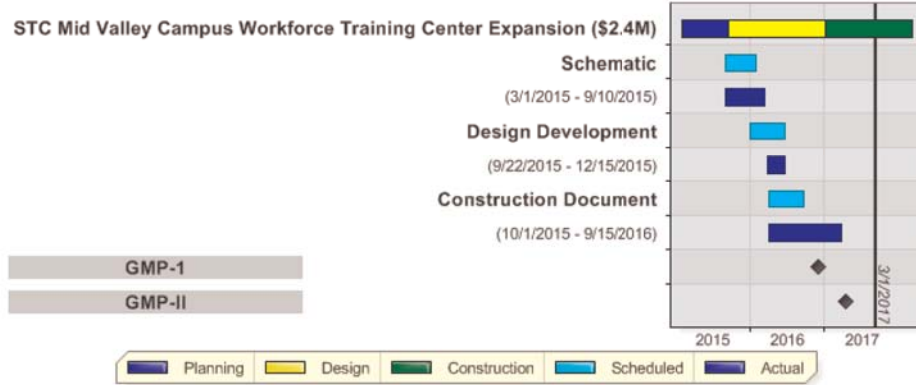 STC Mid Valley Campus Workforce Training Center Expansion ($2.4M)
Schematic
(3/1/2015 - 9/10/2015)
Design Development
(9/22/2015 - 12/15/2015)
Construction Document
(10/1/2015 - 9/15/2016)
GMP-1
GMP-II
3/1/2017
2015 2016 2017
Planning Design Construction Scheduled Actual